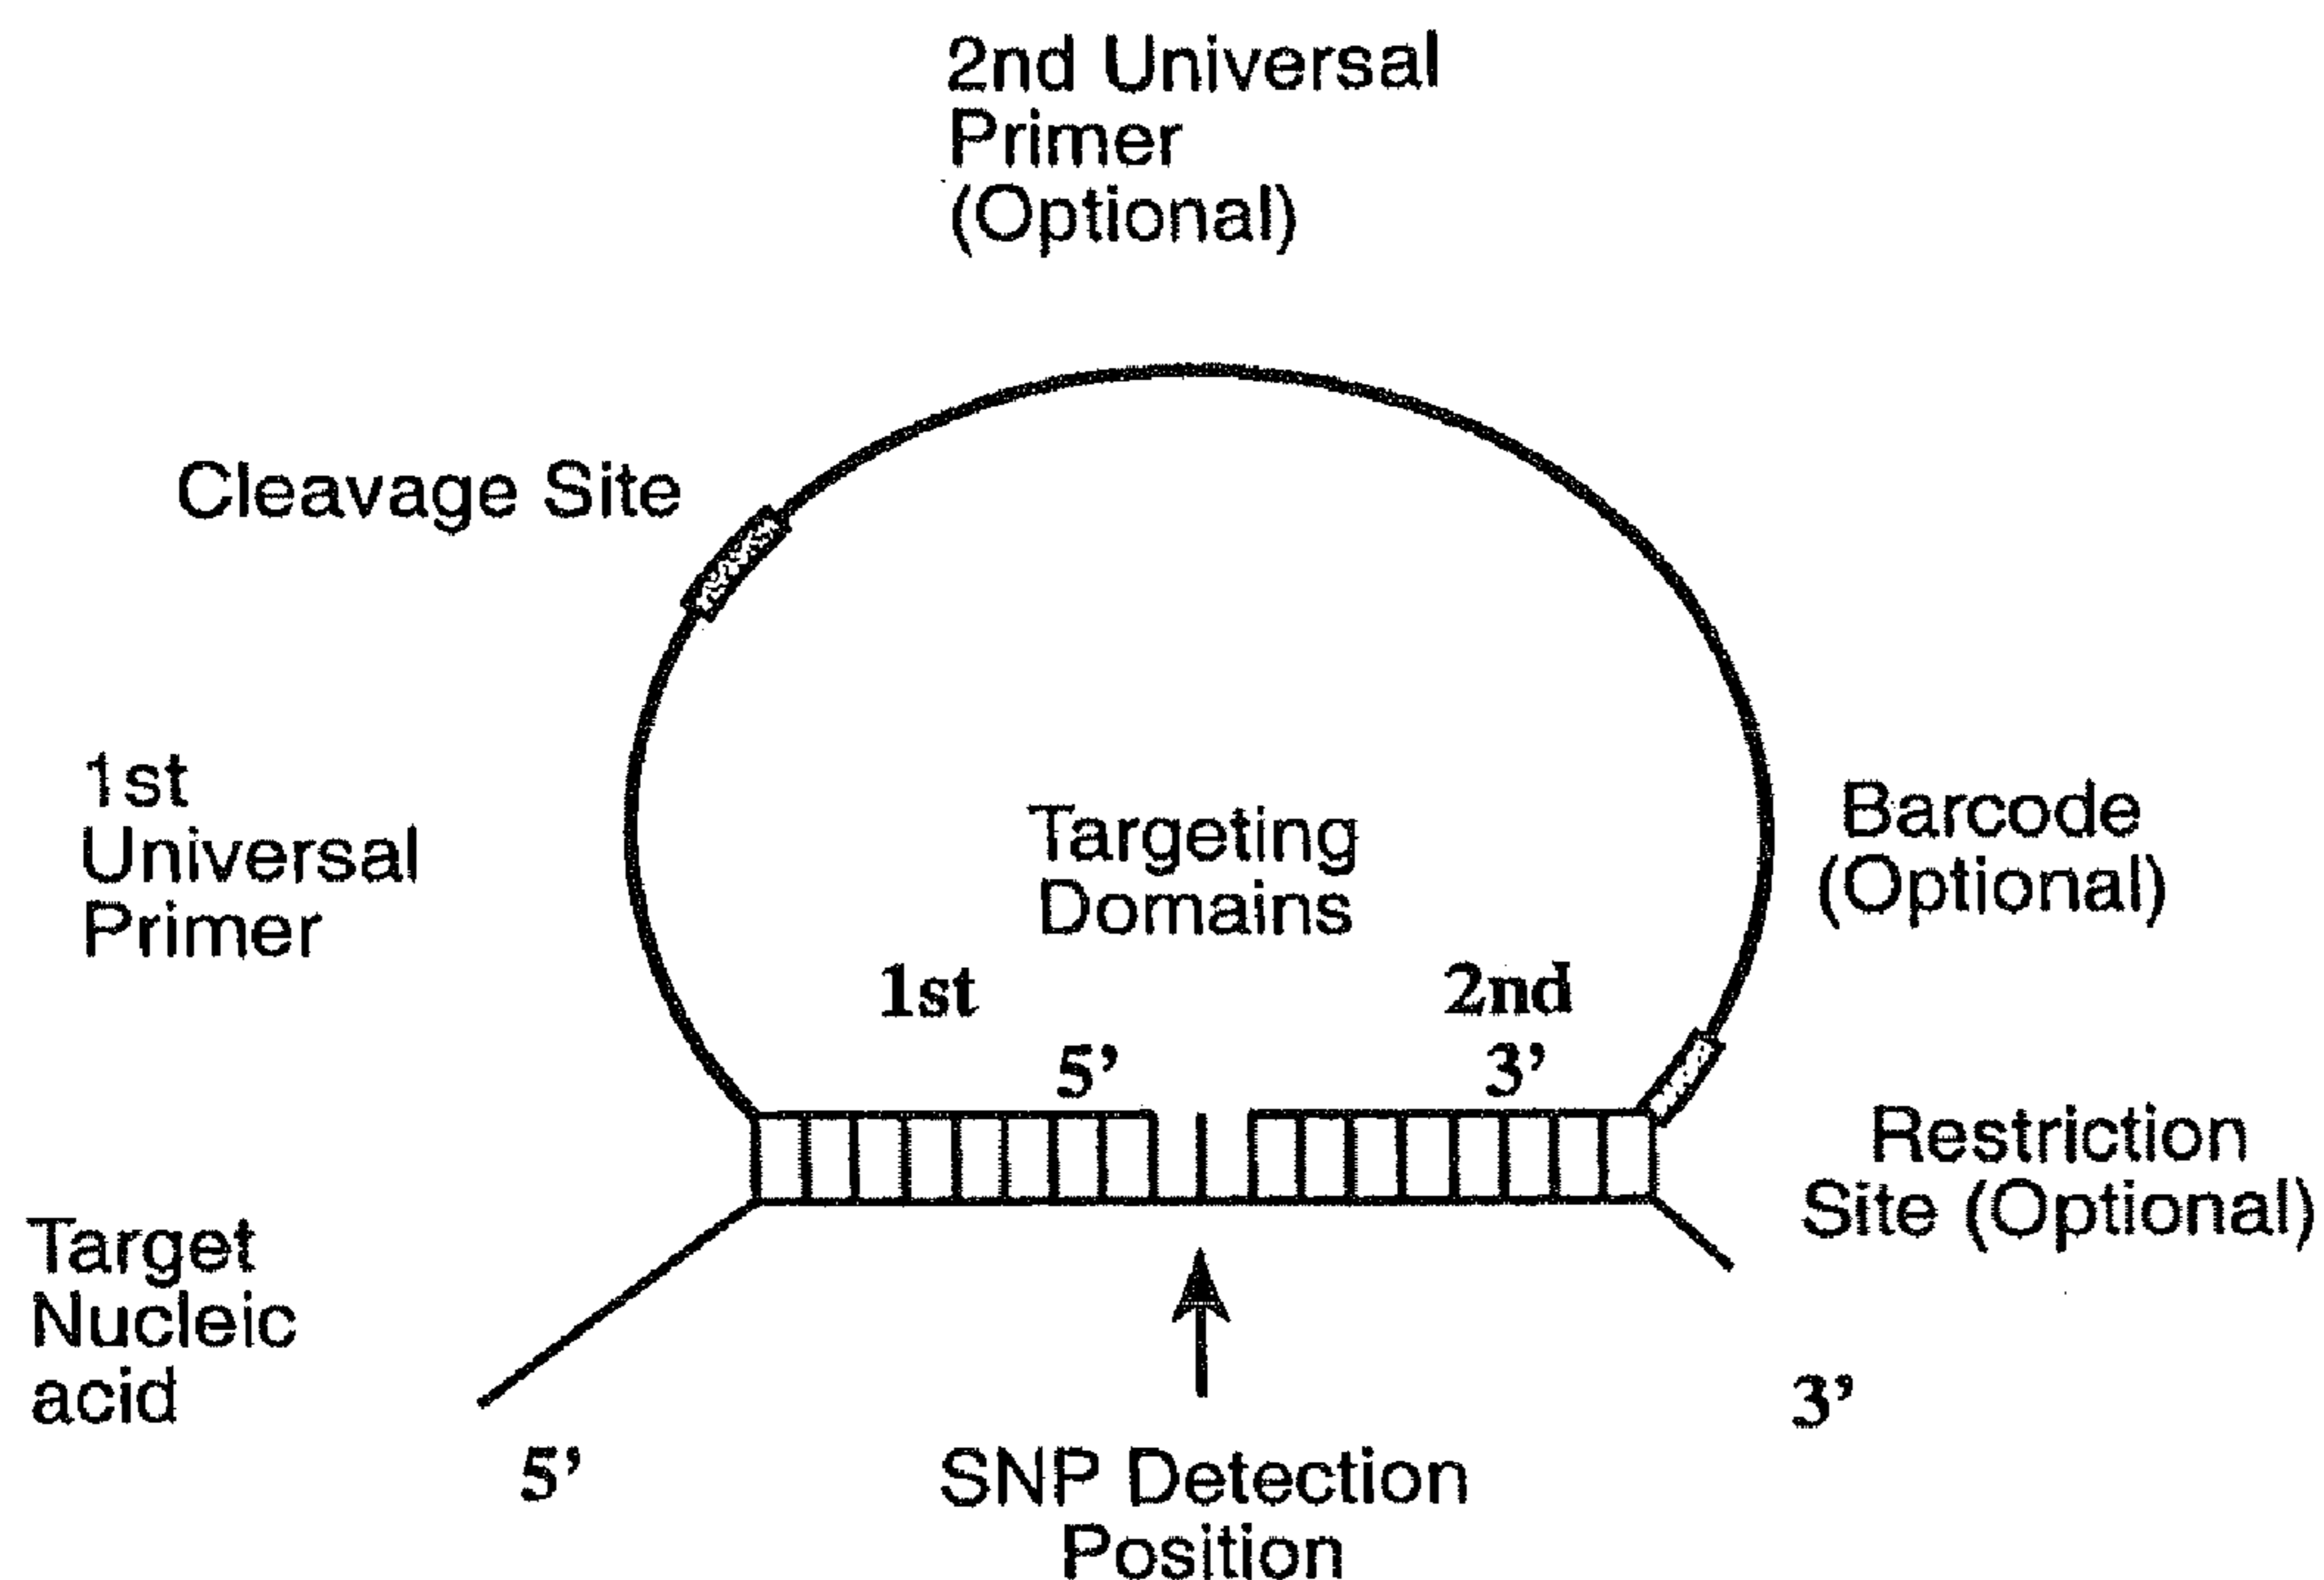 2nd Universal
Primer
(Optional)
Cleavage Site
1st
Universal
Primer
Targeting
Domains
Barcode
(Optional)
1st
2nd
5’
3’
Restriction
Site (Optional)
Target
Nucleic
acid
5’
3’
SNP Detection
Position